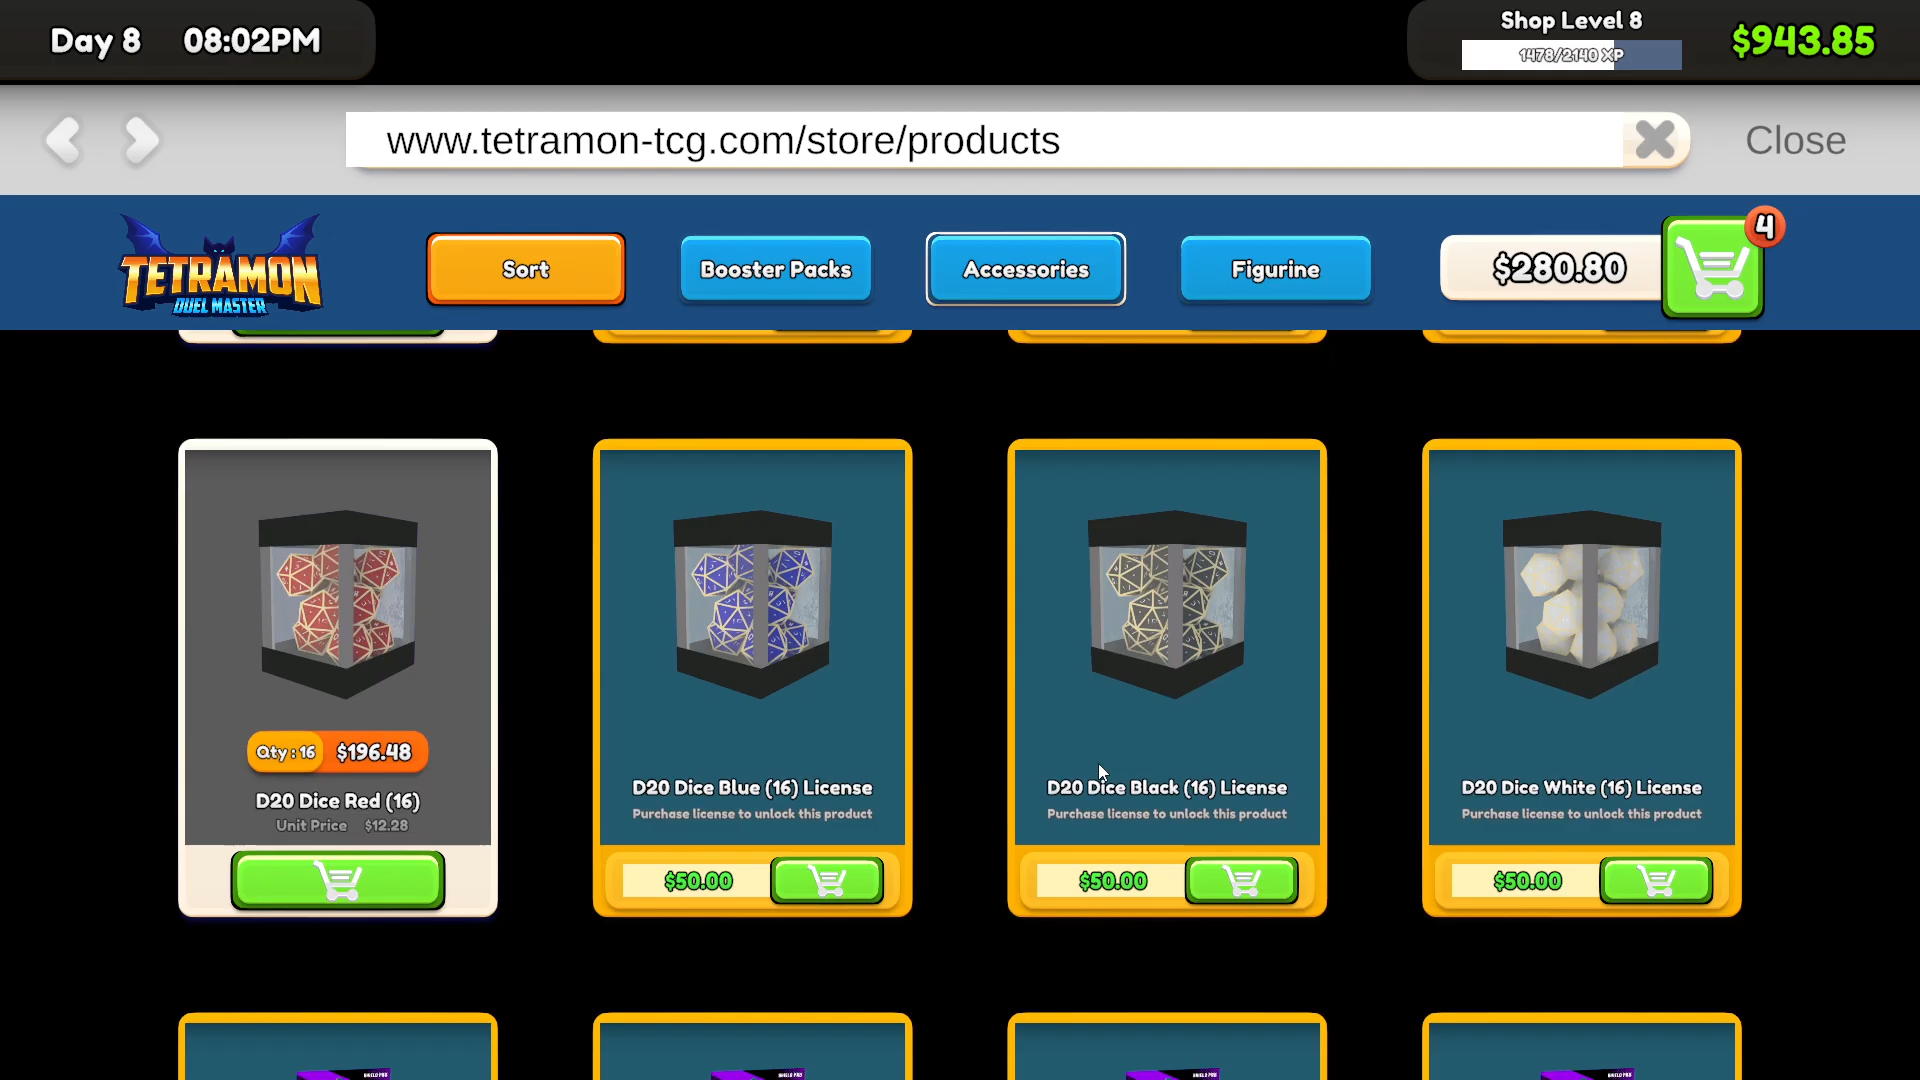 Day 8
08:02PM
Shop Level 8
1478/2140 XP
$943.85
www.tetramon-tcg.com/store/products
Close
TETRAMON
DUEL MASTER
Sort
Booster Packs
Accessories
Figurine
$280.80
4
Qty : 16
$196.48
D20 Dice Red (16)
Unit Price $12.28
D20 Dice Blue (16) License
Purchase license to unlock this product
$50.00
D20 Dice Black (16) License
Purchase license to unlock this product
$50.00
D20 Dice White (16) License
Purchase license to unlock this product
$50.00